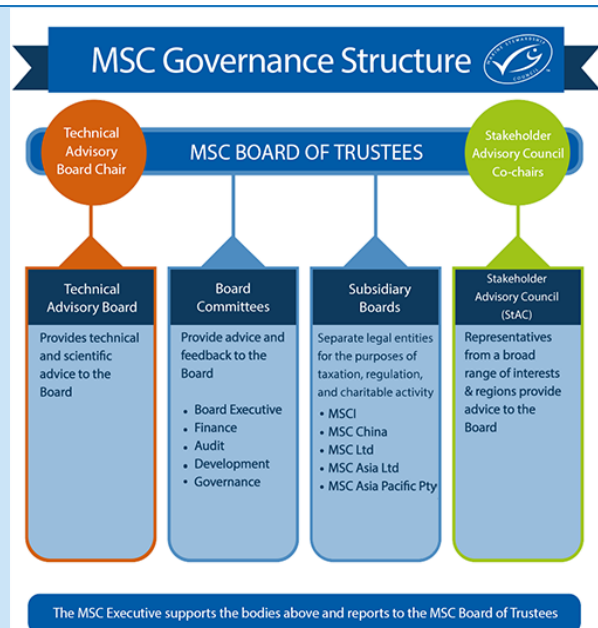 MSC Governance Structure
MARINE STEWARDSHIP
COUNCIL
Technical
Advisory
Board Chair
MSC BOARD OF TRUSTEES
Stakeholder
Advisory Council
Co-chairs
Technical
Advisory Board
Provides technical
and scientific
advice to the
Board
Board
Committees
Provide advice and
feedback to the
Board
• Board Executive
• Finance
• Audit
• Development
• Governance
Subsidiary
Boards
Separate legal entities
for the purposes of
taxation, regulation,
and charitable activity
• MSCI
• MSC China
• MSC Ltd
• MSC Asia Ltd
• MSC Asia Pacific Pty
Stakeholder
Advisory Council
(StAC)
Representatives
from a broad
range of interests
& regions provide
advice to the
Board
The MSC Executive supports the bodies above and reports to the MSC Board of Trustees